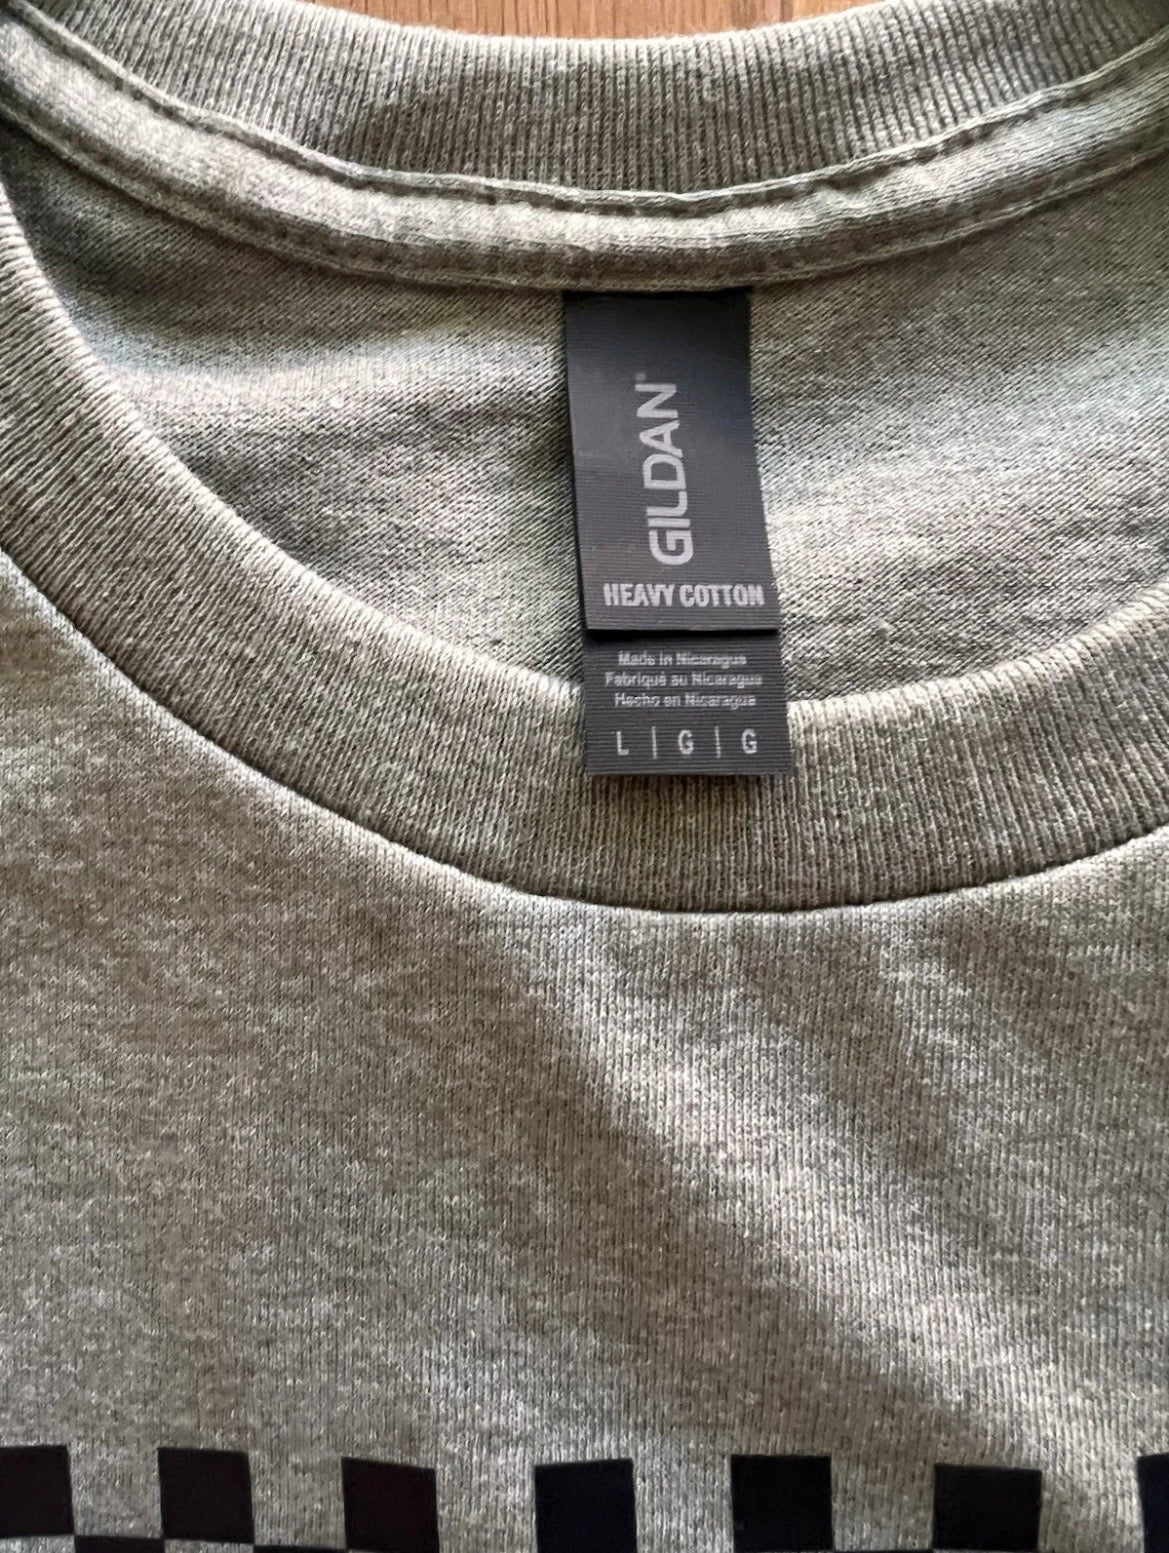 GILDAN®
HEAVY COTTON
Made in Nicaragua
Fabriqué au Nicaragua
Hecho en Nicaragua
L | G | G